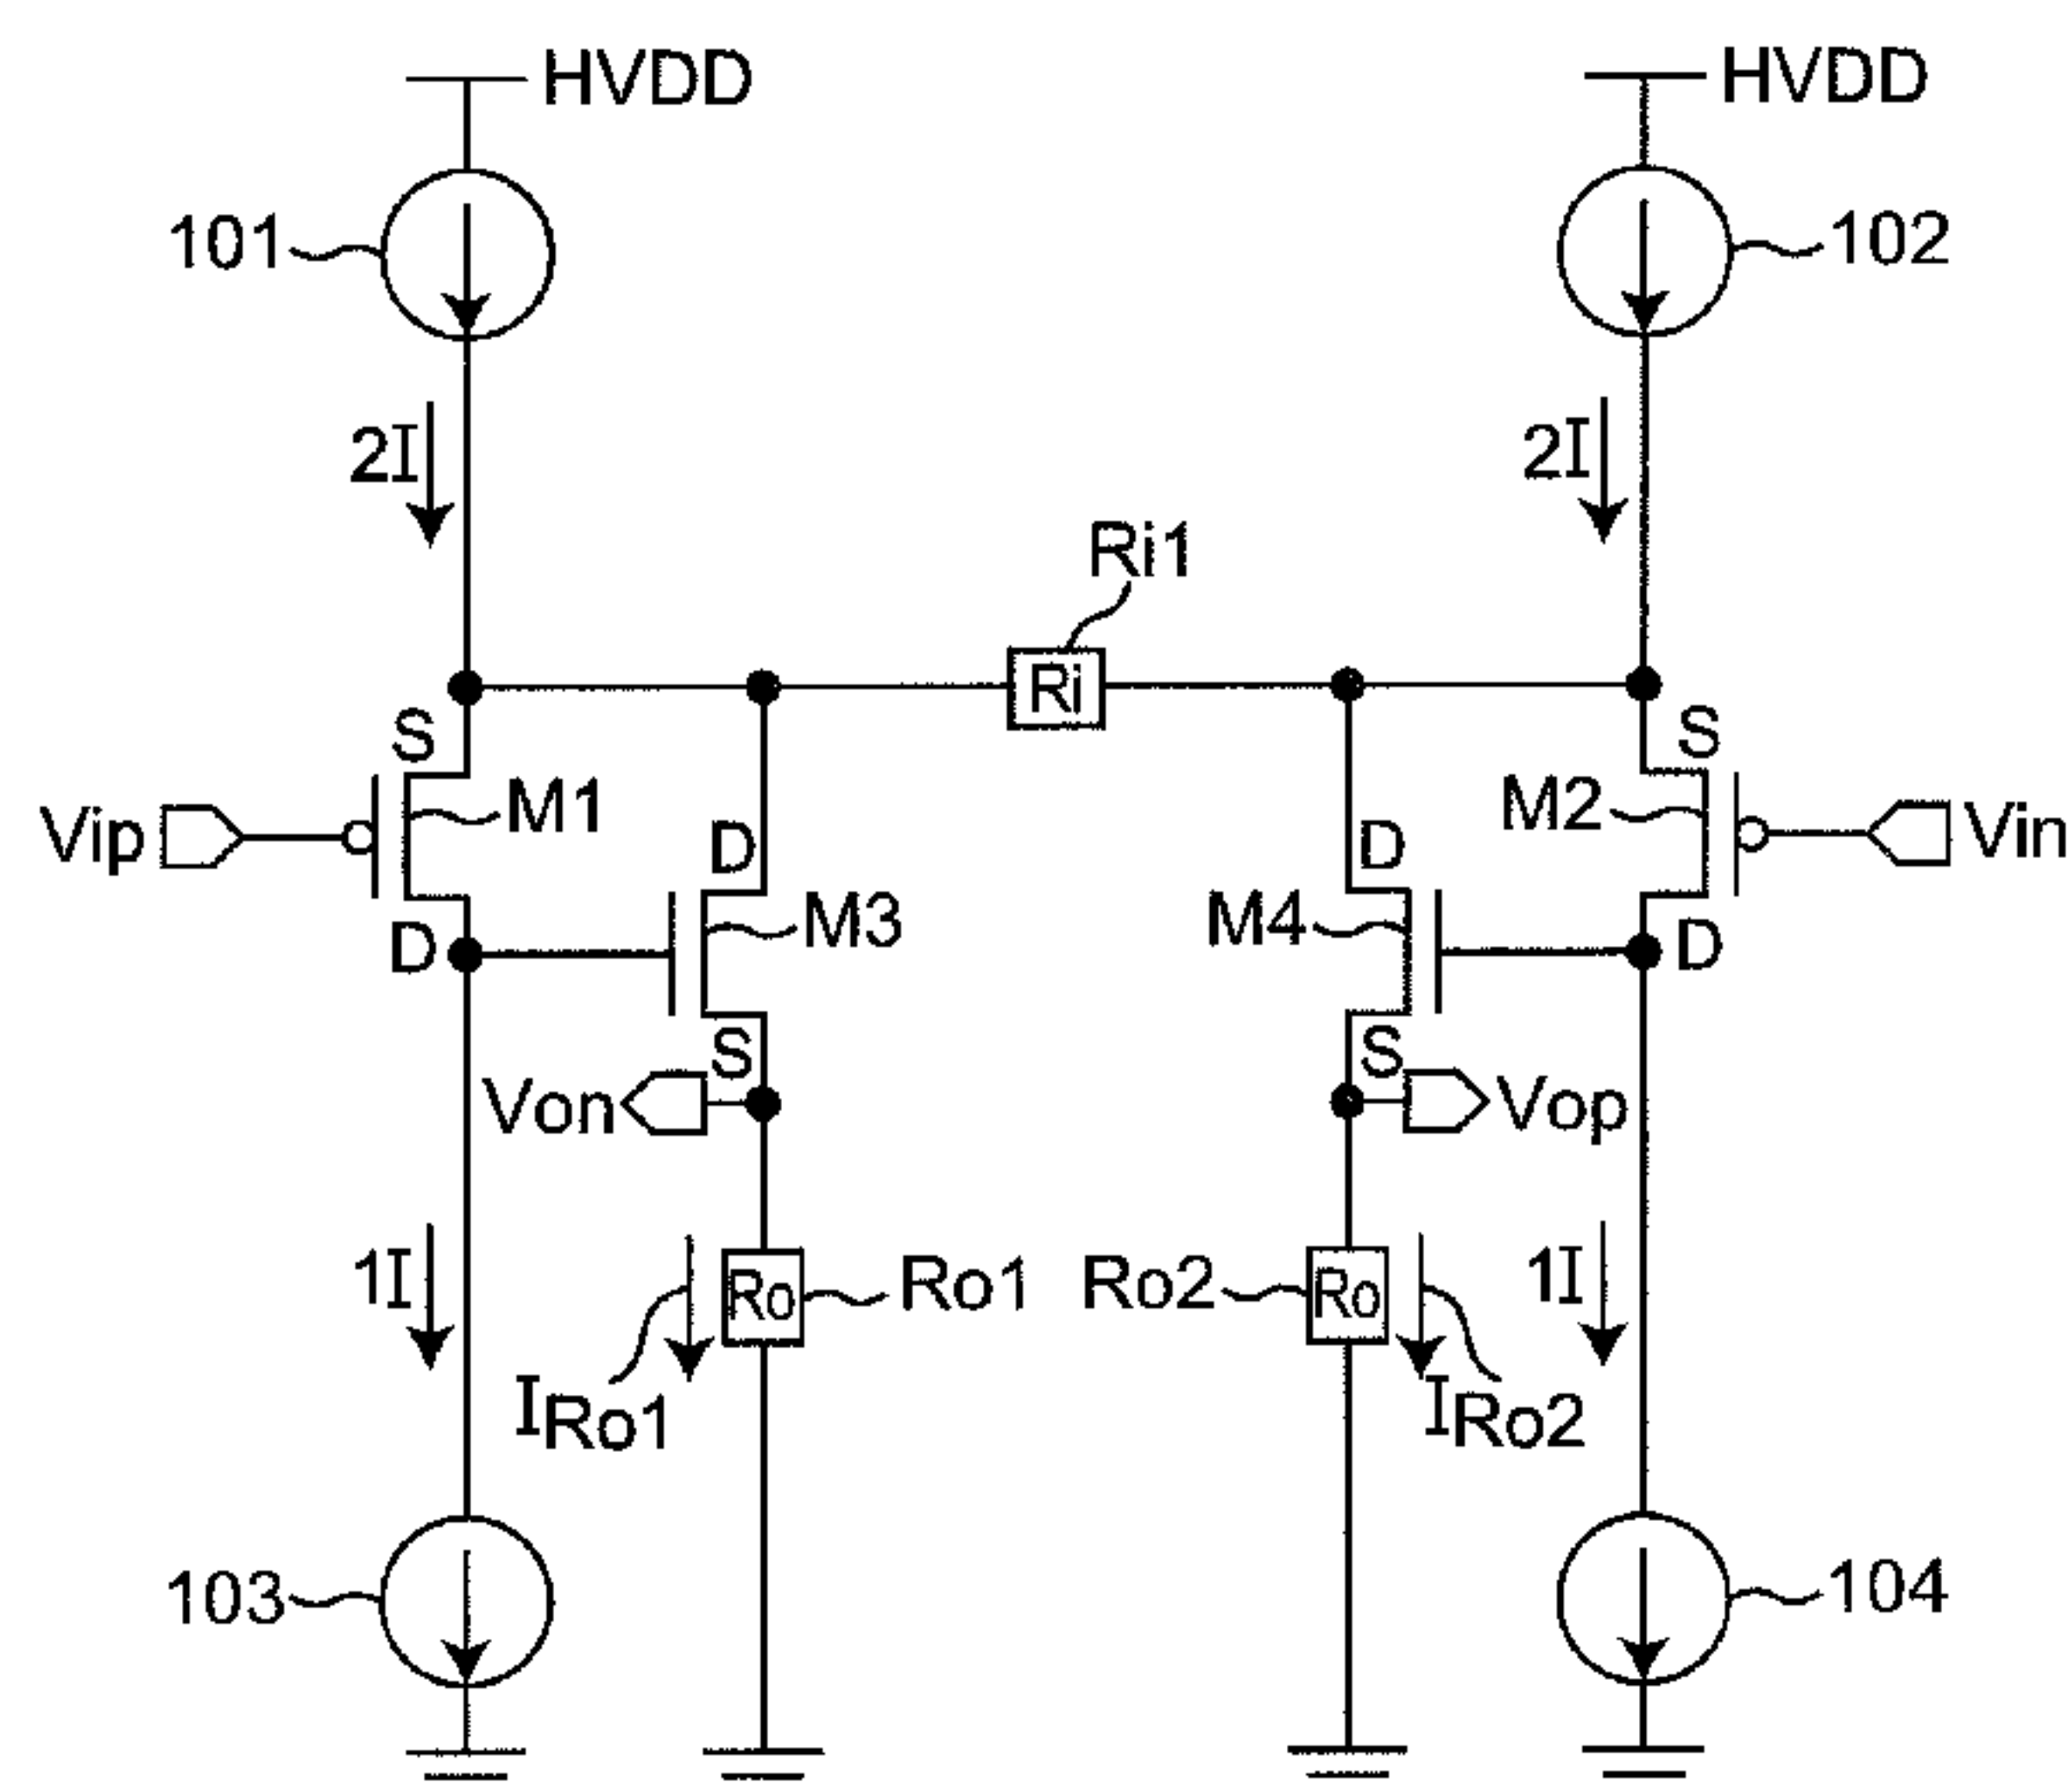 HVDD HVDD
101 102
2I 2I
Ri1
Ri
S S
Vip M1 M2 Vin
D D
M3 M4
D D
S S
Von Vop
1I Ro Ro1 Ro2 Ro 1I
IRo1 IRo2
103 104